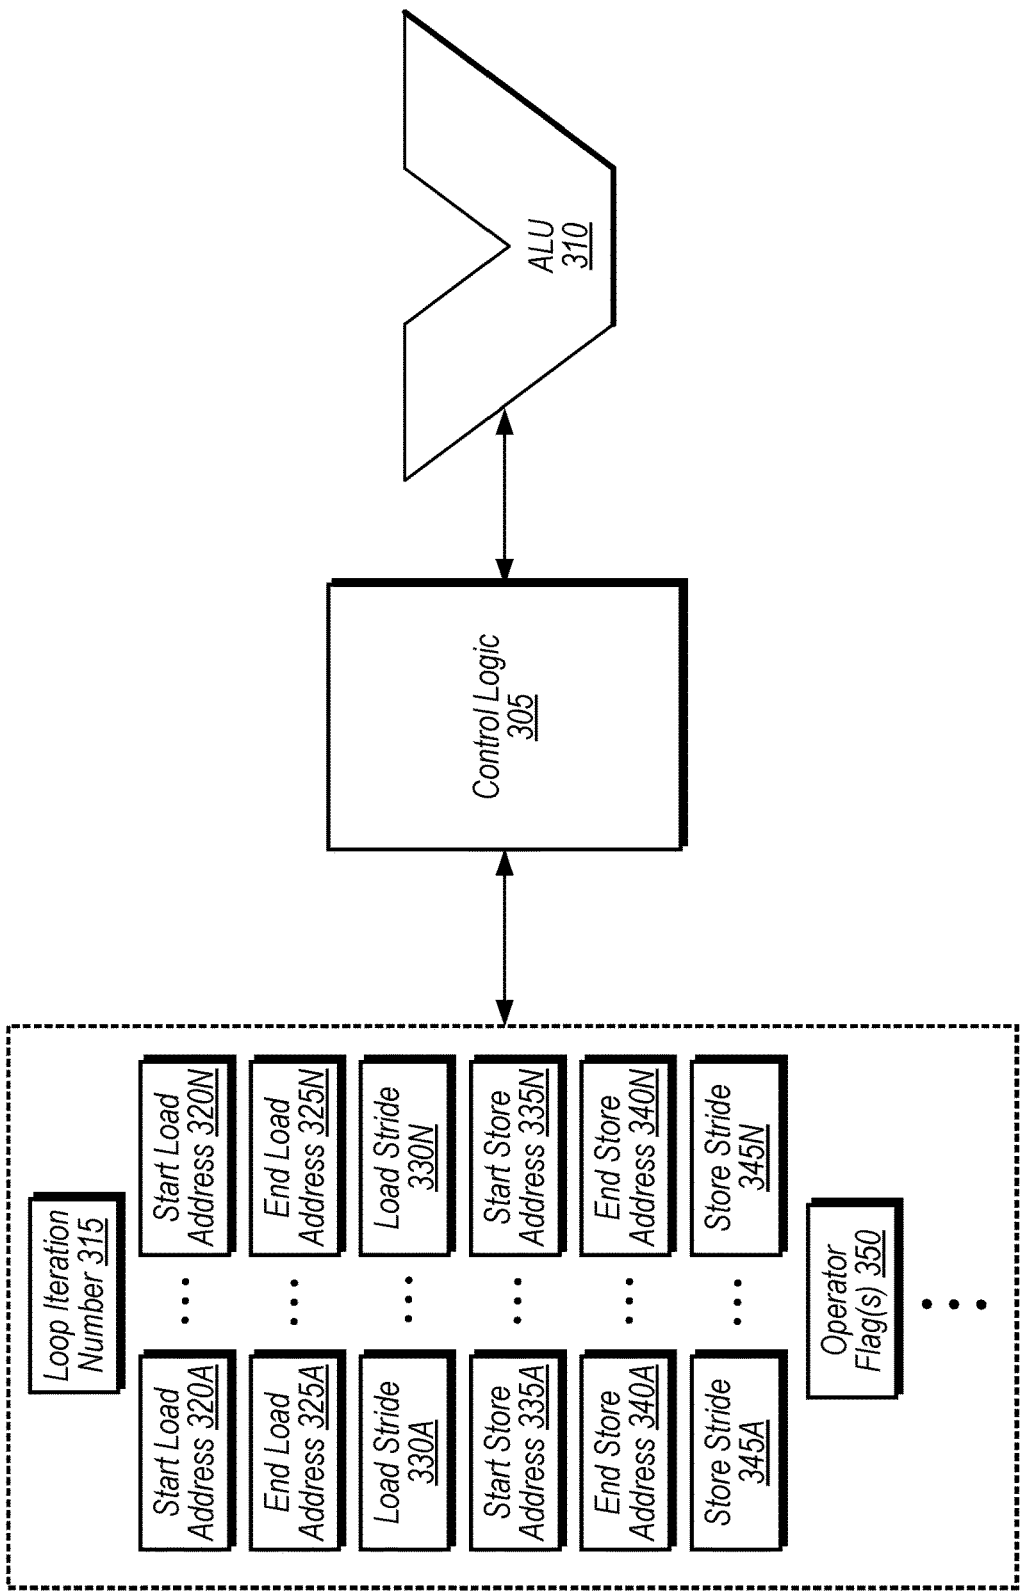 Loop Iteration
Number 315
Start Load
Address 320A
Start Load
Address 320N
End Load
Address 325A
End Load
Address 325N
Load Stride
330A
Load Stride
330N
Start Store
Address 335A
Start Store
Address 335N
End Store
Address 340A
End Store
Address 340N
Store Stride
345A
Store Stride
345N
Operator
Flag(s) 350
Control Logic
305
ALU
310